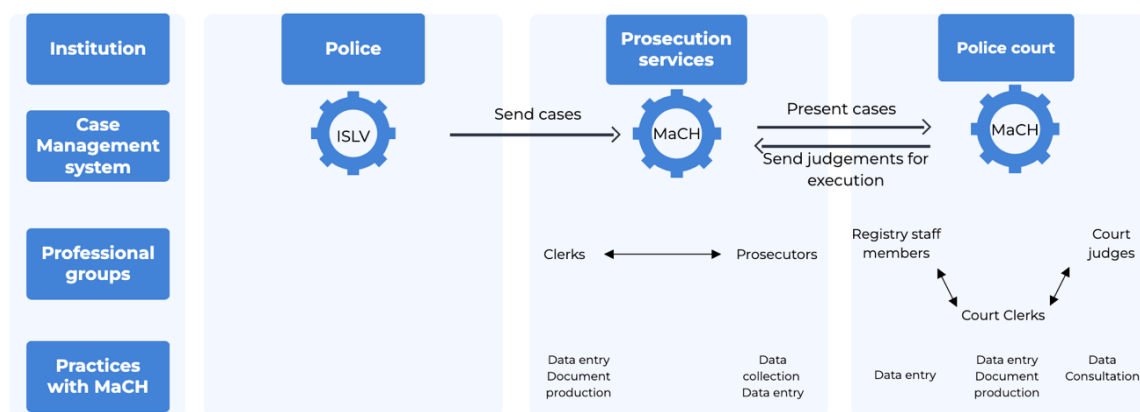 Institution
Police
Prosecution
services
Police court
Case
Management
system
ISLV
Send cases
MaCH
Present cases
Send judgements for
execution
MaCH
Professional
groups
Clerks
Prosecutors
Registry staff
members
Court
judges
Court Clerks
Practices
with MaCH
Data entry
Document
production
Data
collection
Data entry
Data entry
Data entry
Document
production
Data
Consultation